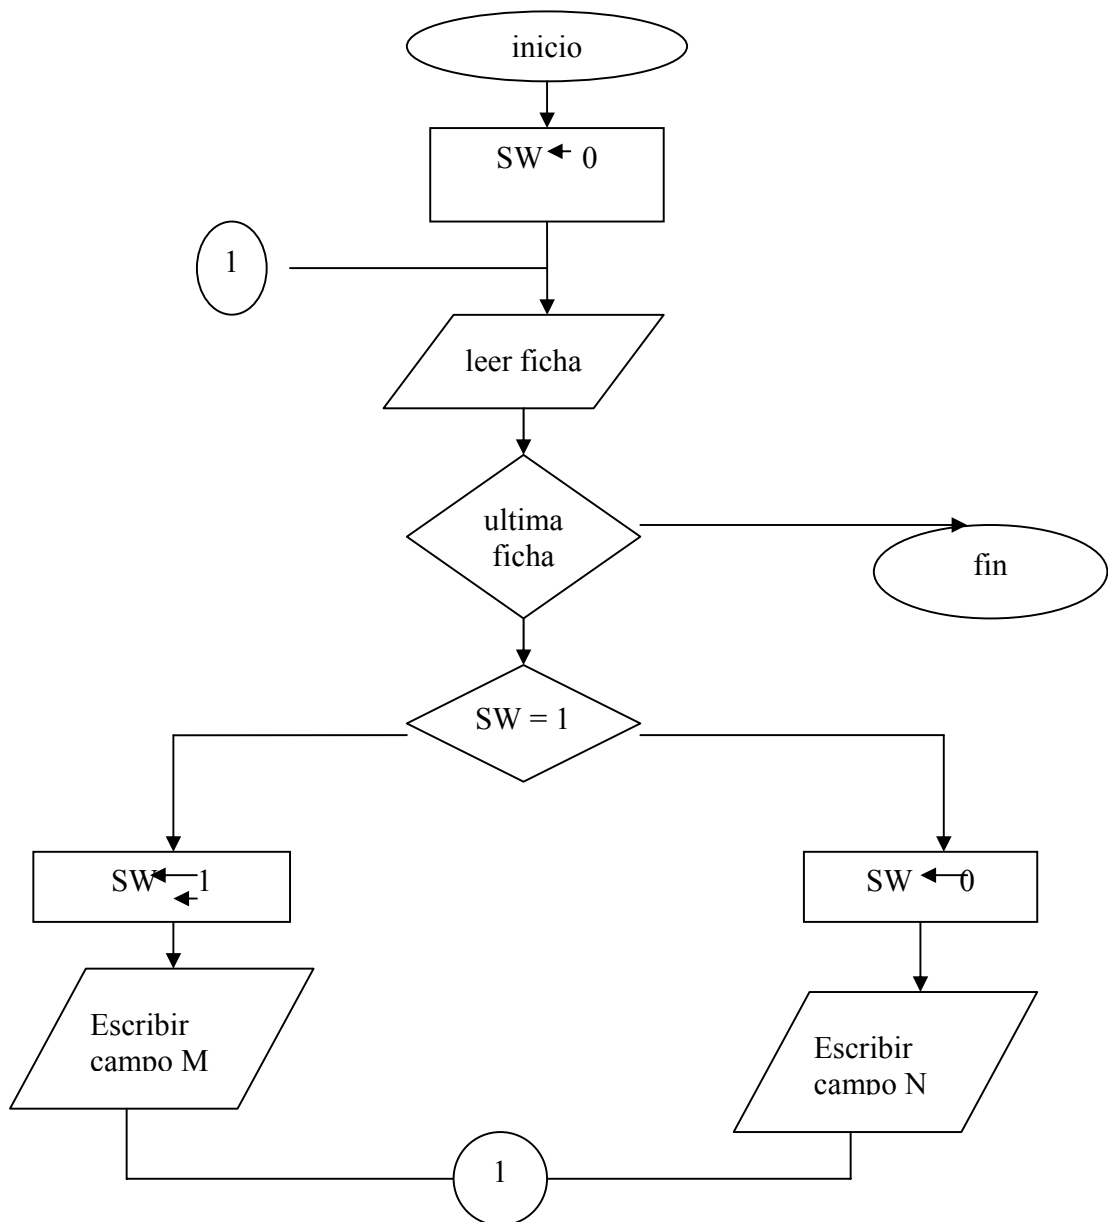 inicio
SW ← 0
1
leer ficha
ultima
ficha
fin
SW = 1
SW ← 1
SW ← 0
Escribir
campo M
Escribir
campo N
1